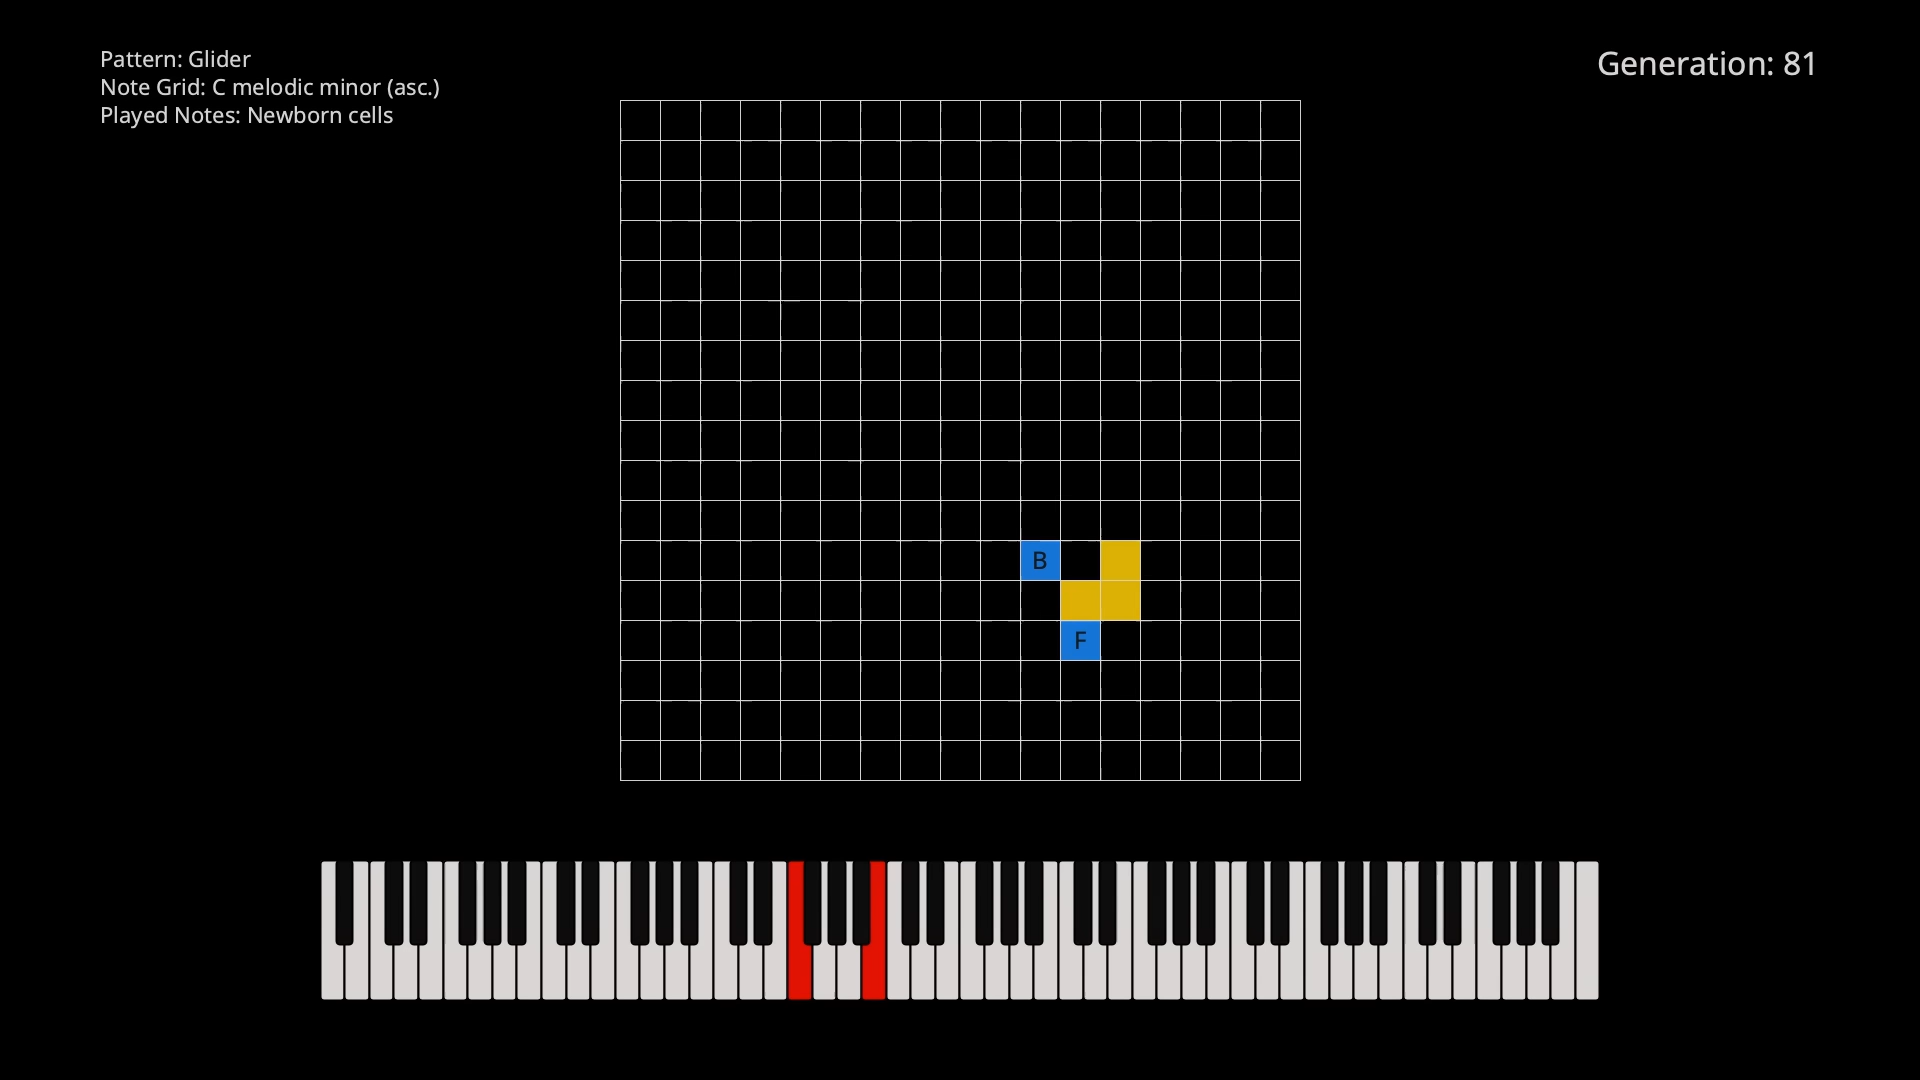 Pattern: Glider
Note Grid: C melodic minor (asc.)
Played Notes: Newborn cells
Generation: 81
B
F